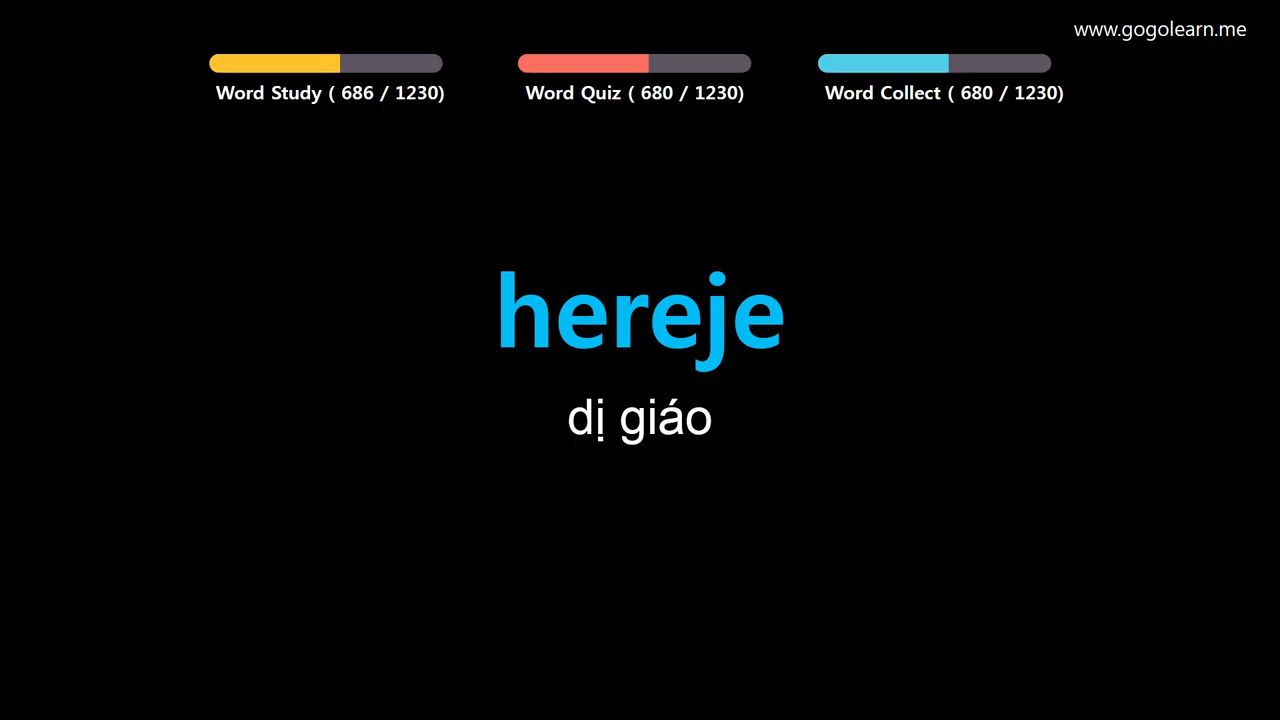 www.gogolearn.me
Word Study ( 686 / 1230)
Word Quiz ( 680 / 1230)
Word Collect ( 680 / 1230)
hereje
dị giáo